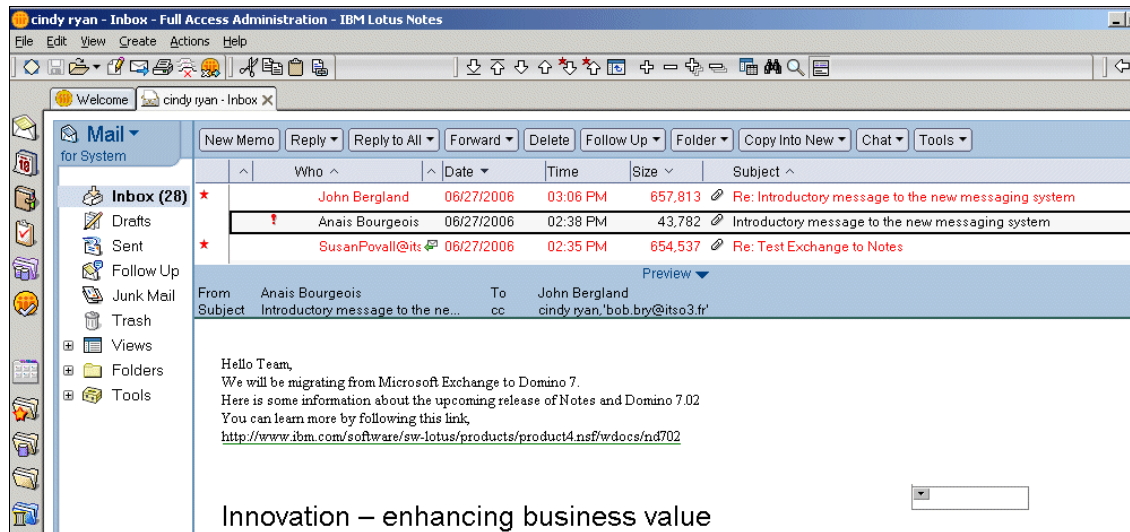 cindy ryan - Inbox - Full Access Administration - IBM Lotus Notes
File Edit View Create Actions Help
Welcome cindy ryan - Inbox
Mail
for System
New Memo Reply Reply to All Forward Delete Follow Up Folder Copy Into New Chat Tools
Who Date Time Size Subject
Inbox (28)
John Bergland 06/27/2006 03:06 PM 657,813 Re: Introductory message to the new messaging system
Drafts
! Anais Bourgeois 06/27/2006 02:38 PM 43,782 Introductory message to the new messaging system
Sent
SusanPovall@its 06/27/2006 02:35 PM 654,537 Re: Test Exchange to Notes
Follow Up
Junk Mail
Trash
Views
Folders
Tools
Preview
From Anais Bourgeois To John Bergland
Subject Introductory message to the ne... cc cindy ryan,'bob.bry@itso3.fr'
Hello Team,
We will be migrating from Microsoft Exchange to Domino 7.
Here is some information about the upcoming release of Notes and Domino 7.02
You can learn more by following this link,
http://www.ibm.com/software/sw-lotus/products/product4.nsf/wdocs/nd702
Innovation – enhancing business value
18